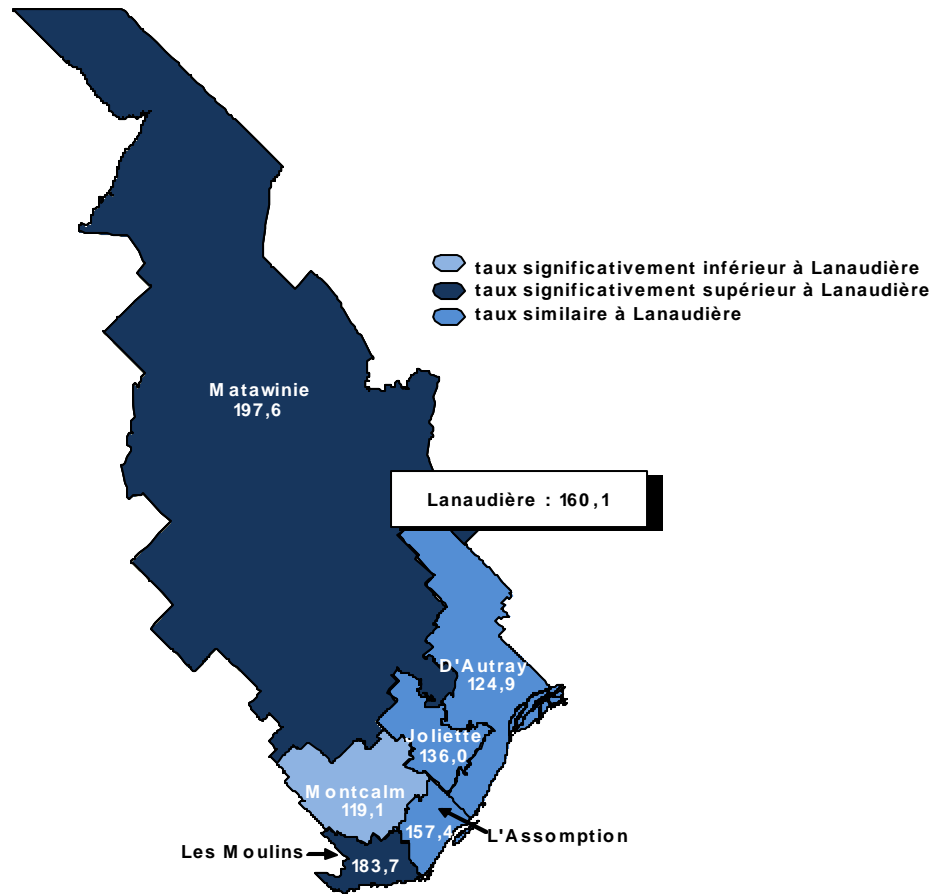 taux significativement inférieur à Lanaudière
taux significativement supérieur à Lanaudière
taux similaire à Lanaudière
Matawinie
197,6
Lanaudière : 160,1
D'Autray
124,9
Joliette
136,0
Montcalm
119,1
157,4
L'Assomption
Les Moulins
183,7